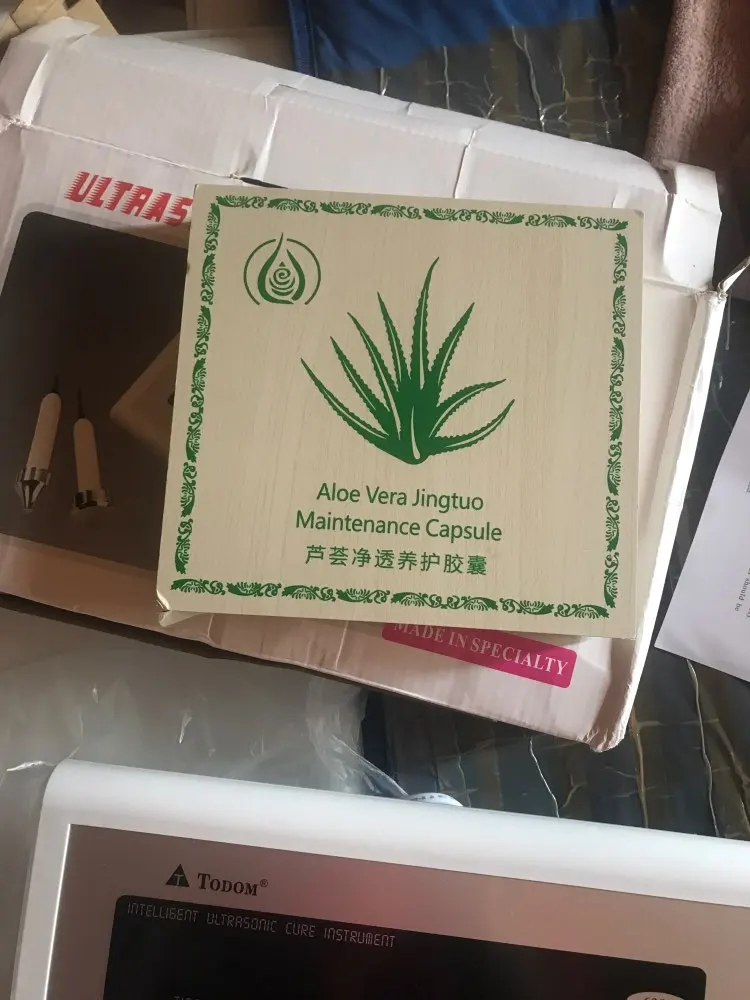 Aloe Vera Jingtuo
Maintenance Capsule
芦荟净透养护胶囊
MADE IN SPECIALTY
TODOM®
INTELLIGENT ULTRASONIC CURE INSTRUMENT